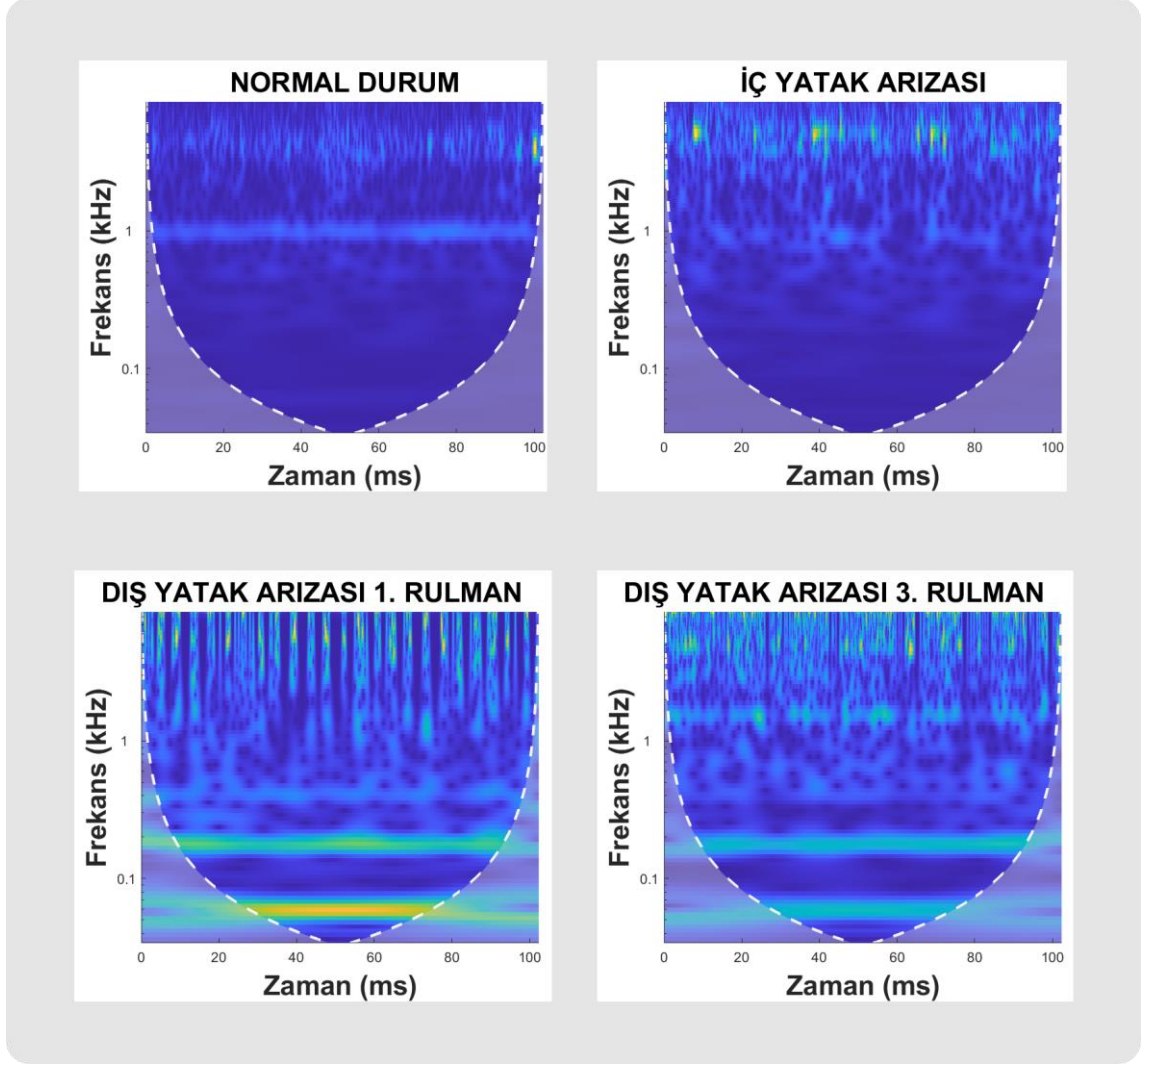 NORMAL DURUM
Frekans (kHz)
1
0.1
0 20 40 60 80 100
Zaman (ms)
İÇ YATAK ARIZASI
Frekans (kHz)
1
0.1
0 20 40 60 80 100
Zaman (ms)
DIŞ YATAK ARIZASI 1. RULMAN
Frekans (kHz)
1
0.1
0 20 40 60 80 100
Zaman (ms)
DIŞ YATAK ARIZASI 3. RULMAN
Frekans (kHz)
1
0.1
0 20 40 60 80 100
Zaman (ms)